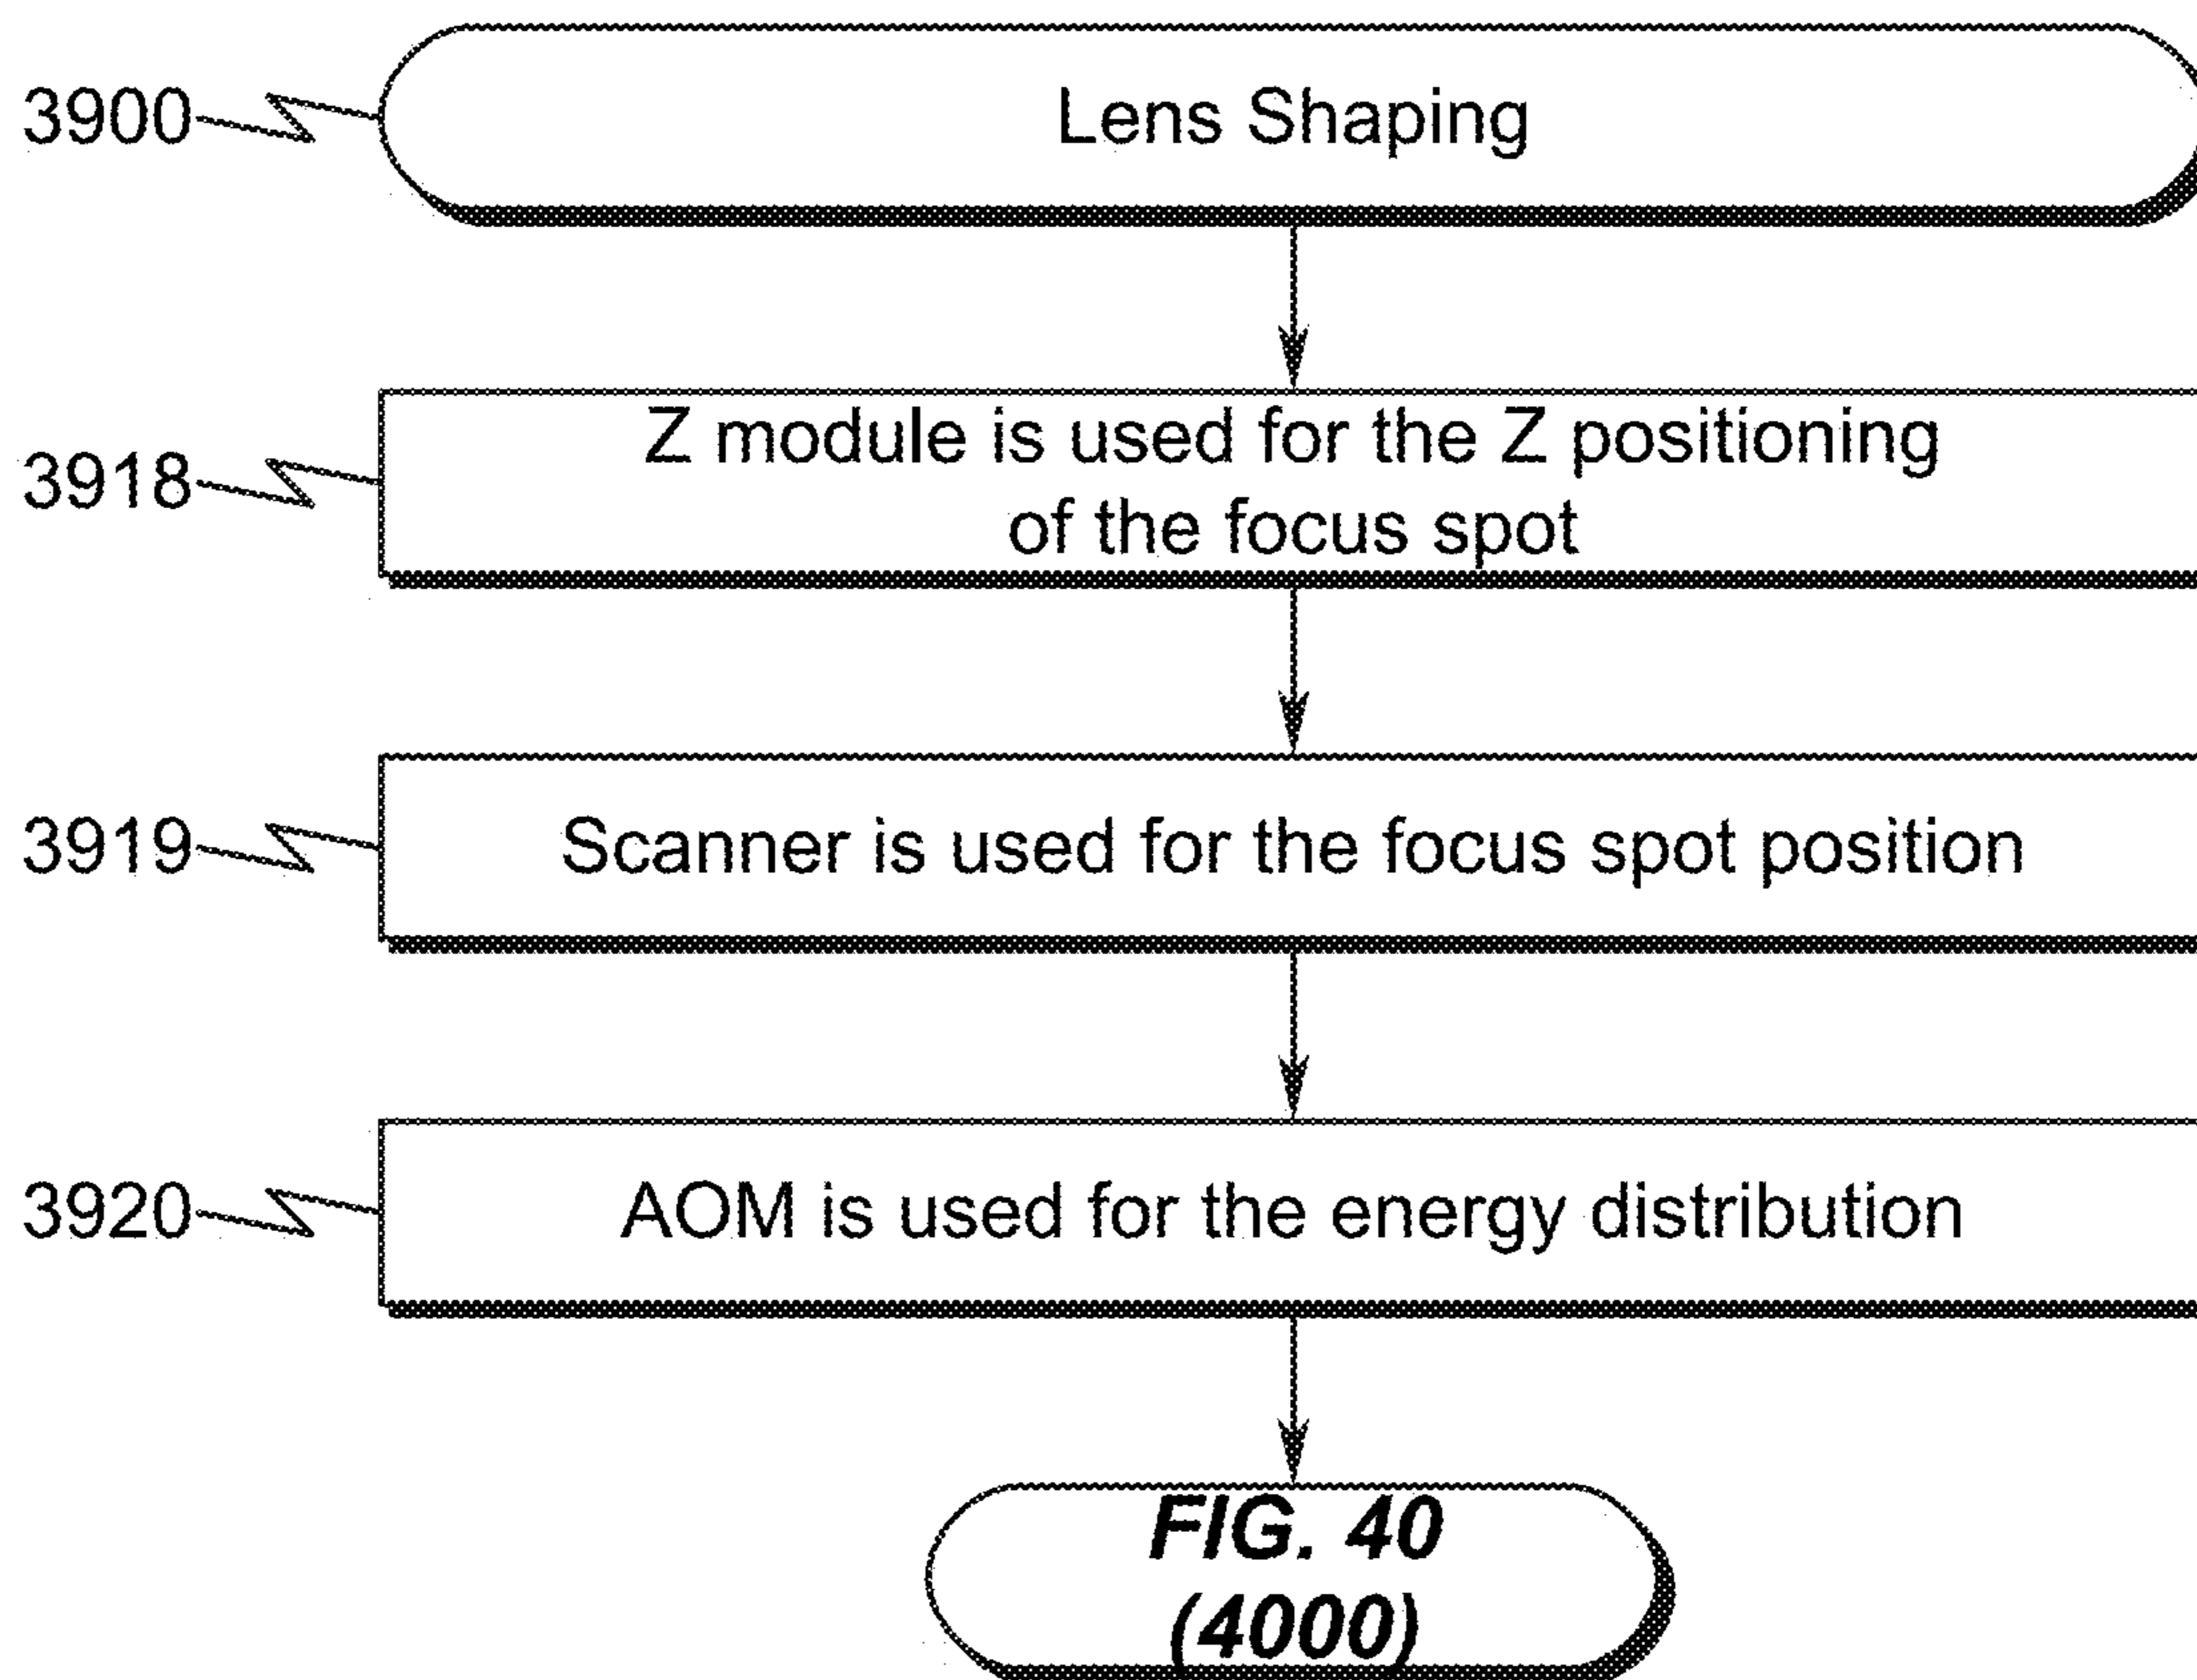 3900
Lens Shaping
3918
Z module is used for the Z positioning
of the focus spot
3919
Scanner is used for the focus spot position
3920
AOM is used for the energy distribution
FIG. 40
(4000)